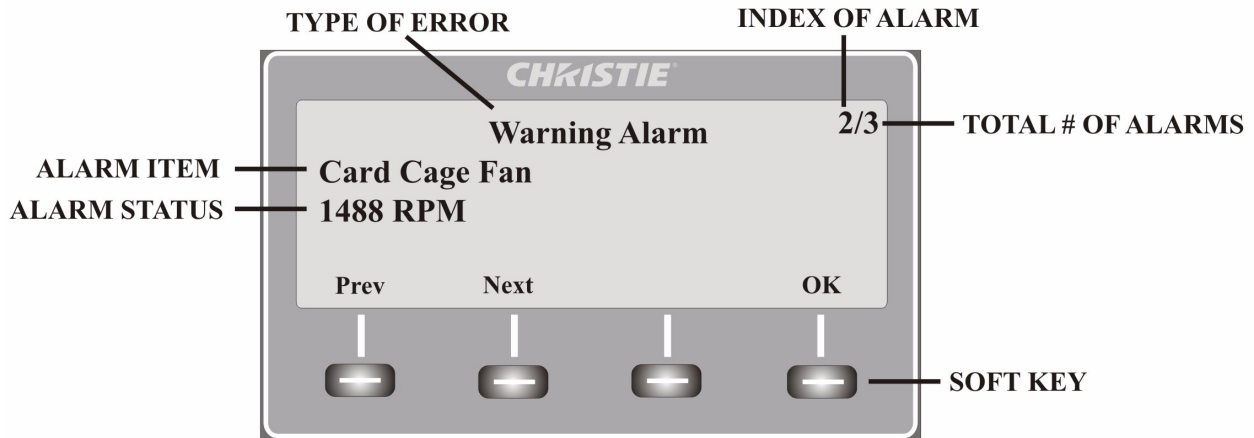 TYPE OF ERROR
INDEX OF ALARM
CHRISTIE®
Warning Alarm
2/3
TOTAL # OF ALARMS
ALARM ITEM
Card Cage Fan
ALARM STATUS
1488 RPM
Prev Next OK
SOFT KEY